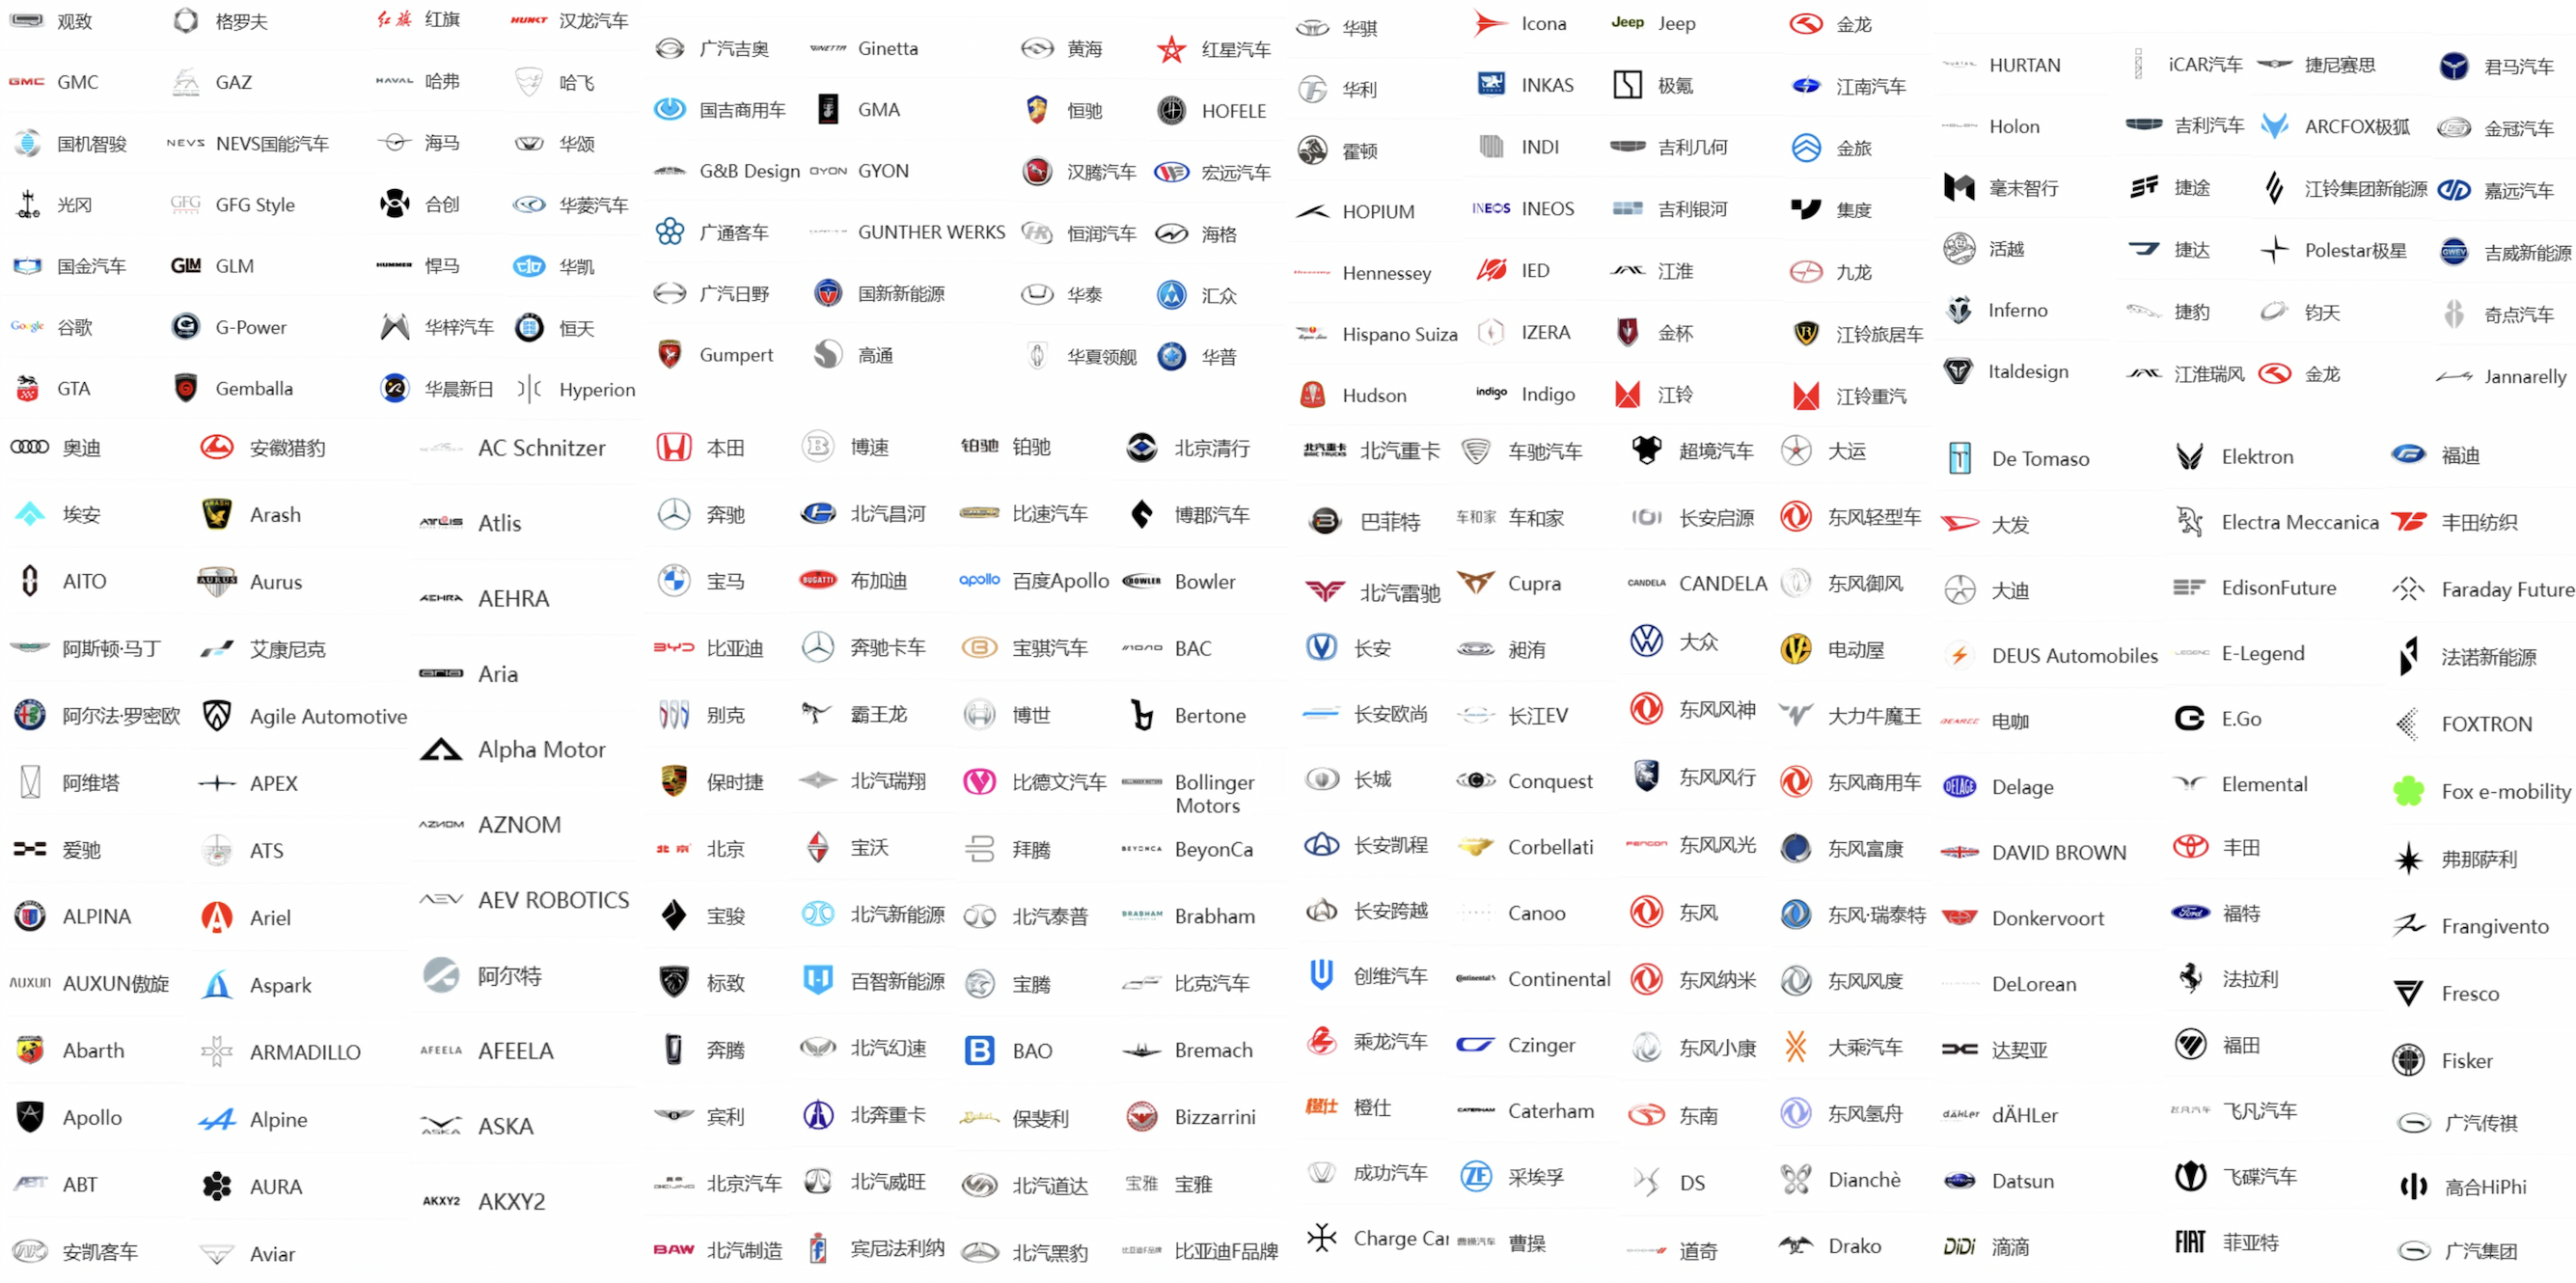 观致 格罗夫 红旗 汉龙汽车
GMC GAZ 哈弗 哈飞
国机智骏 NEVS国能汽车 海马 华颂
光冈 GFG Style 合创 华菱汽车
国金汽车 GLM 悍马 华凯
谷歌 G-Power 华梓汽车 恒天
GTA Gemballa 华晨新日 Hyperion
广汽吉奥 Ginetta 黄海 红星汽车
国吉商用车 GMA 恒驰 HOFELE
G&B Design GYON 汉腾汽车 宏远汽车
广通客车 GUNTHER WERKS 恒润汽车 海格
广汽日野 国新新能源 华泰 汇众
Gumpert 高通 华夏领舰 华普
华骐 Icona Jeep 金龙
华利 INKAS 极氪 江南汽车
霍顿 INDI 吉利几何 金旅
HOPIUM INEOS 吉利银河 集度
Hennessey IED 江淮 九龙
Hispano Suiza IZERA 金杯 江铃旅居车
Hudson Indigo 江铃 江铃重汽
HURTAN iCAR汽车 捷尼赛思 君马汽车
Holon 吉利汽车 ARCFOX极狐 金冠汽车
毫末智行 捷途 江铃集团新能源 嘉远汽车
活越 捷达 Polestar极星 吉威新能源
Inferno 捷豹 钧天 奇点汽车
Italdesign 江淮瑞风 金龙 Jannarelly
奥迪 安徽猎豹
埃安 Arash
AITO Aurus
阿斯顿·马丁 艾康尼克
阿尔法·罗密欧 Agile Automotive
阿维塔 APEX
爱驰 ATS
ALPINA Ariel
AUXUN傲旋 Aspark
Abarth ARMADILLO
Apollo Alpine
ABT AURA
安凯客车 Aviar
AC Schnitzer
Atlis
AEHRA
Aria
Alpha Motor
AZNOM
AEV ROBOTICS
阿尔特
AFEELA
ASKA
AKXY2
本田 博速 铂驰 北京清行
奔驰 北汽昌河 比速汽车 博郡汽车
宝马 布加迪 百度Apollo Bowler
比亚迪 奔驰卡车 宝骐汽车 BAC
别克 霸王龙 博世 Bertone
保时捷 北汽瑞翔 比德文汽车 Bollinger
Motors
北京 宝沃 拜腾 BeyonCa
宝骏 北汽新能源 北汽泰普 Brabham
标致 百智新能源 宝腾 比克汽车
奔腾 北汽幻速 BAO Bremach
宾利 北奔重卡 保斐利 Bizzarrini
北京汽车 北汽威旺 北汽道达 宝雅
北汽制造 宾尼法利纳 北汽黑豹 比亚迪F品牌
北汽重卡 车驰汽车 超境汽车 大运
巴菲特 车和家 长安启源 东风轻型车
北汽雷驰 Cupra CANDELA 东风御风
长安 昶洧 大众 电动屋
长安欧尚 长江EV 东风风神 大力牛魔王
长城 Conquest 东风风行 东风商用车
长安凯程 Corbellati 东风风光 东风富康
长安跨越 Canoo 东风 东风·瑞泰特
创维汽车 Continental 东风纳米 东风风度
乘龙汽车 Czinger 东风小康 大乘汽车
橙仕 Caterham 东南 东风氢舟
成功汽车 采埃孚 DS Dianchè
Charge Car 曹操 道奇 Drako
De Tomaso Elektron 福迪
大发 Electra Meccanica 丰田纺织
大迪 EdisonFuture Faraday Future
DEUS Automobiles E-Legend 法诺新能源
电咖 E.Go FOXTRON
Delage Elemental Fox e-mobility
DAVID BROWN 丰田 弗那萨利
Donkervoort 福特 Frangivento
DeLorean 法拉利 Fresco
达契亚 福田 Fisker
dÄHLer 飞凡汽车 广汽传祺
Datsun 飞碟汽车 高合HiPhi
滴滴 菲亚特 广汽集团